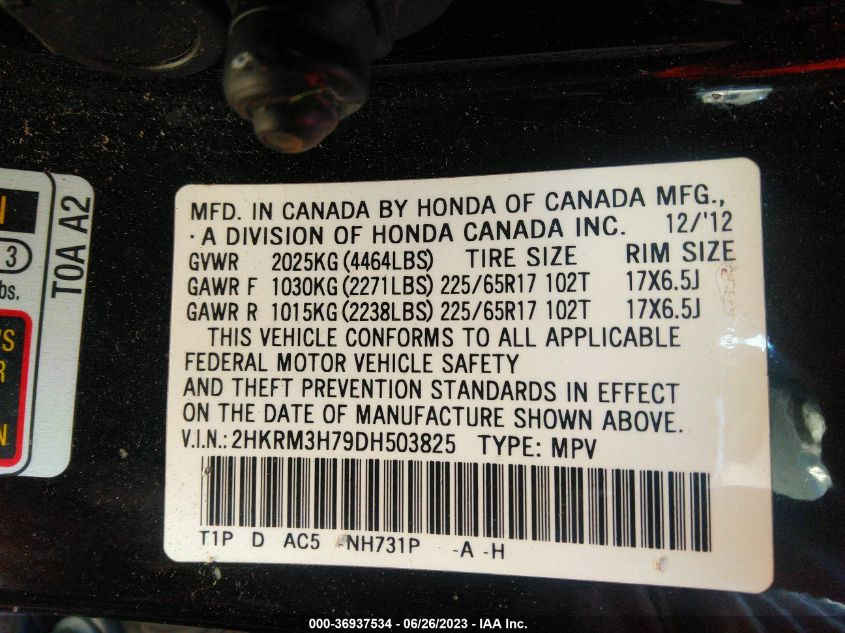 MFD. IN CANADA BY HONDA OF CANADA MFG.,
·A DIVISION OF HONDA CANADA INC. 12/'12
GVWR 2025KG(4464LBS) TIRE SIZE RIM SIZE
GAWR F 1030KG(2271LBS) 225/65R17 102T 17X6.5J
GAWR R 1015KG(2238LBS) 225/65R17 102T 17X6.5J
THIS VEHICLE CONFORMS TO ALL APPLICABLE
FEDERAL MOTOR VEHICLE SAFETY
AND THEFT PREVENTION STANDARDS IN EFFECT
ON THE DATE OF MANUFACTURE SHOWN ABOVE.
V.I.N.: 2HKRM3H79DH503825 TYPE: MPV
T1P D AC5 -NH731P -A -H
T0A A2
N
3
bs.
'S
R
N
000-36937534 - 06/26/2023 - IAA Inc.